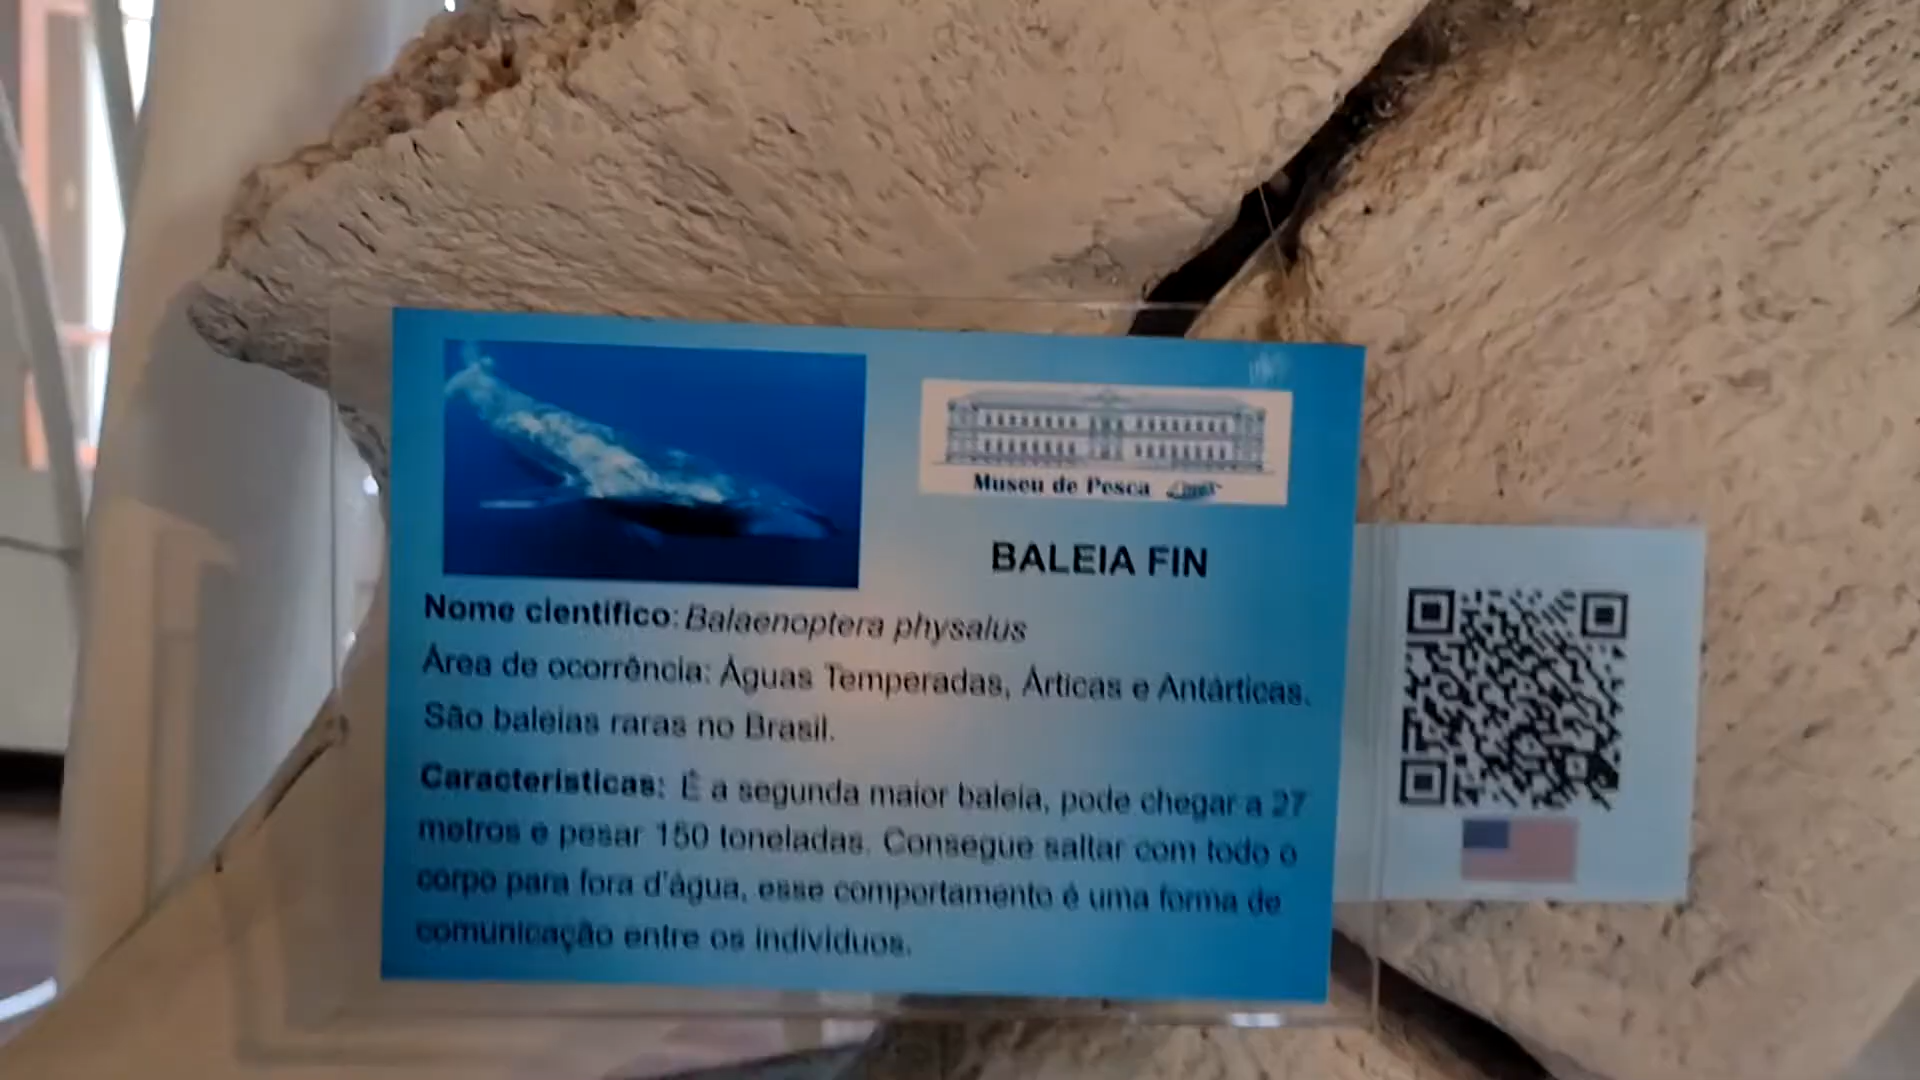 Museu de Pesca
BALEIA FIN
Nome científico: Balaenoptera physalus
Área de ocorrência: Águas Temperadas, Árticas e Antárticas.
São baleias raras no Brasil.
Características: É a segunda maior baleia, pode chegar a 27
metros e pesar 150 toneladas. Consegue saltar com todo o
corpo para fora d'água, esse comportamento é uma forma de
comunicação entre os indivíduos.